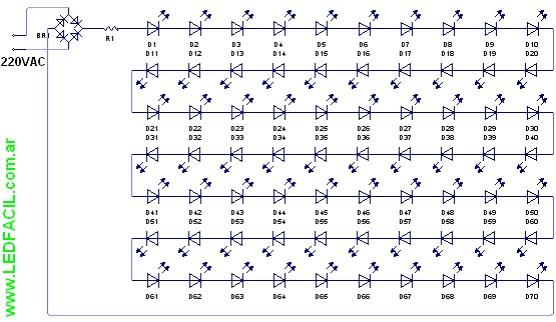 BR1
220VAC
R1
D1 D2 D3 D4 D5 D6 D7 D8 D9 D10
D11 D12 D13 D14 D15 D16 D17 D18 D19 D20
D21 D22 D23 D24 D25 D26 D27 D28 D29 D30
D31 D32 D33 D34 D35 D36 D37 D38 D39 D40
D41 D42 D43 D44 D45 D46 D47 D48 D49 D50
D51 D52 D53 D54 D55 D56 D57 D58 D59 D60
D61 D62 D63 D64 D65 D66 D67 D68 D69 D70
www.LEDFACIL.com.ar